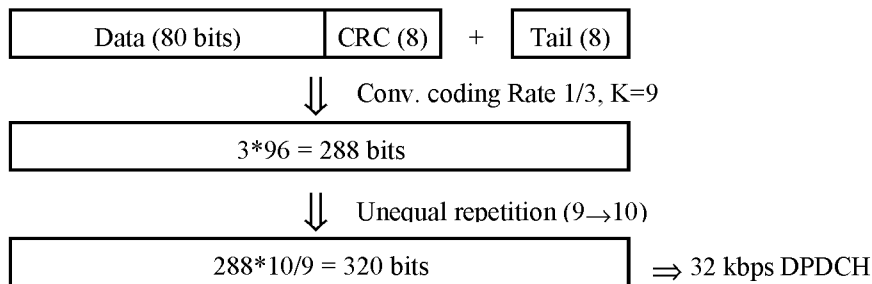 Data (80 bits) CRC (8) + Tail (8)
⇓ Conv. coding Rate 1/3, K=9
3*96 = 288 bits
⇓ Unequal repetition (9→10)
288*10/9 = 320 bits ⇒ 32 kbps DPDCH